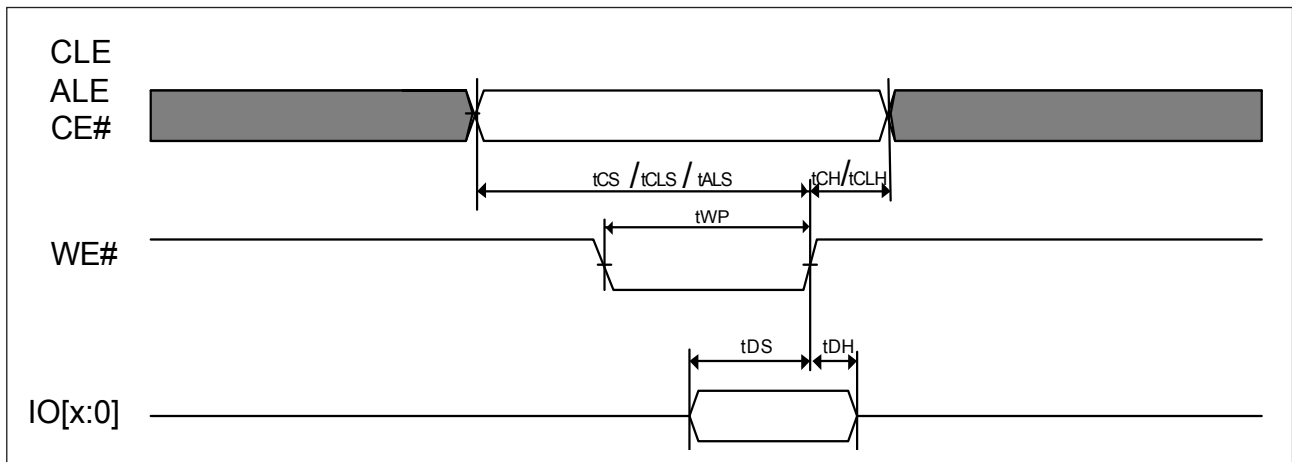 CLE
ALE
CE#
tCS /tCLS / tALS
tCH/tCLH
tWP
WE#
tDS
tDH
IO[x:0]